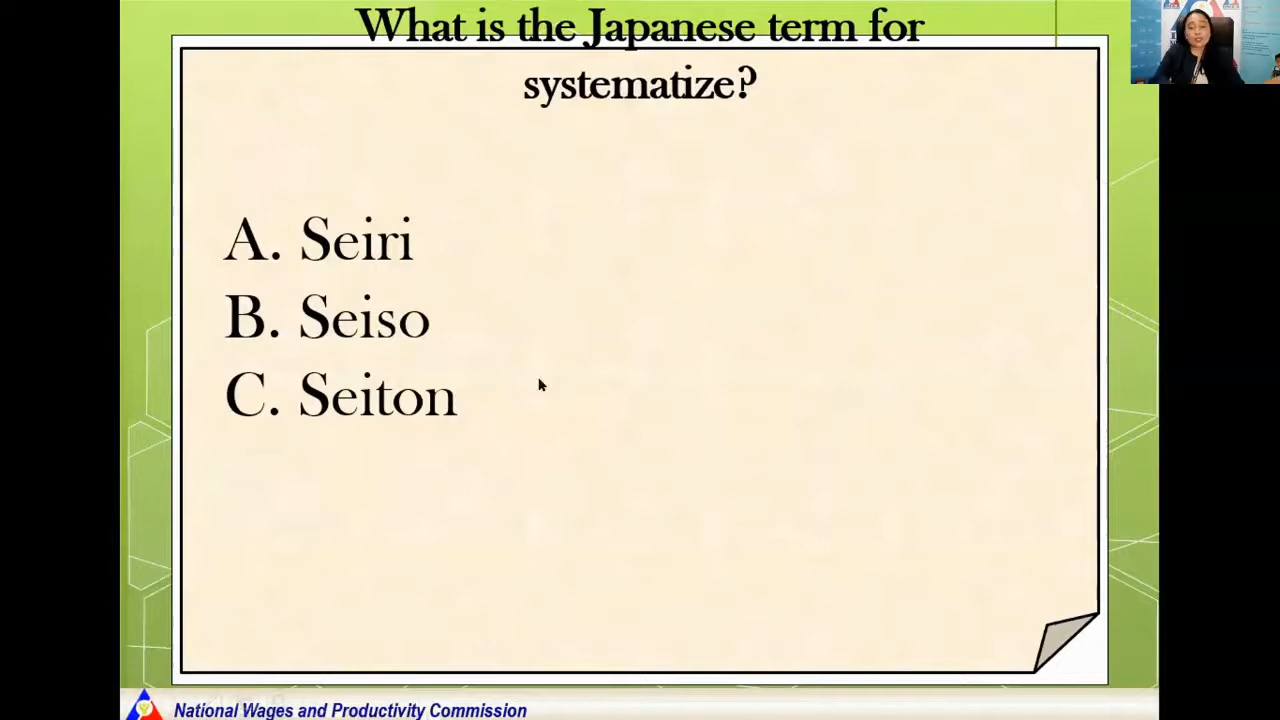 What is the Japanese term for
systematize?
A. Seiri
B. Seiso
C. Seiton
National Wages and Productivity Commission